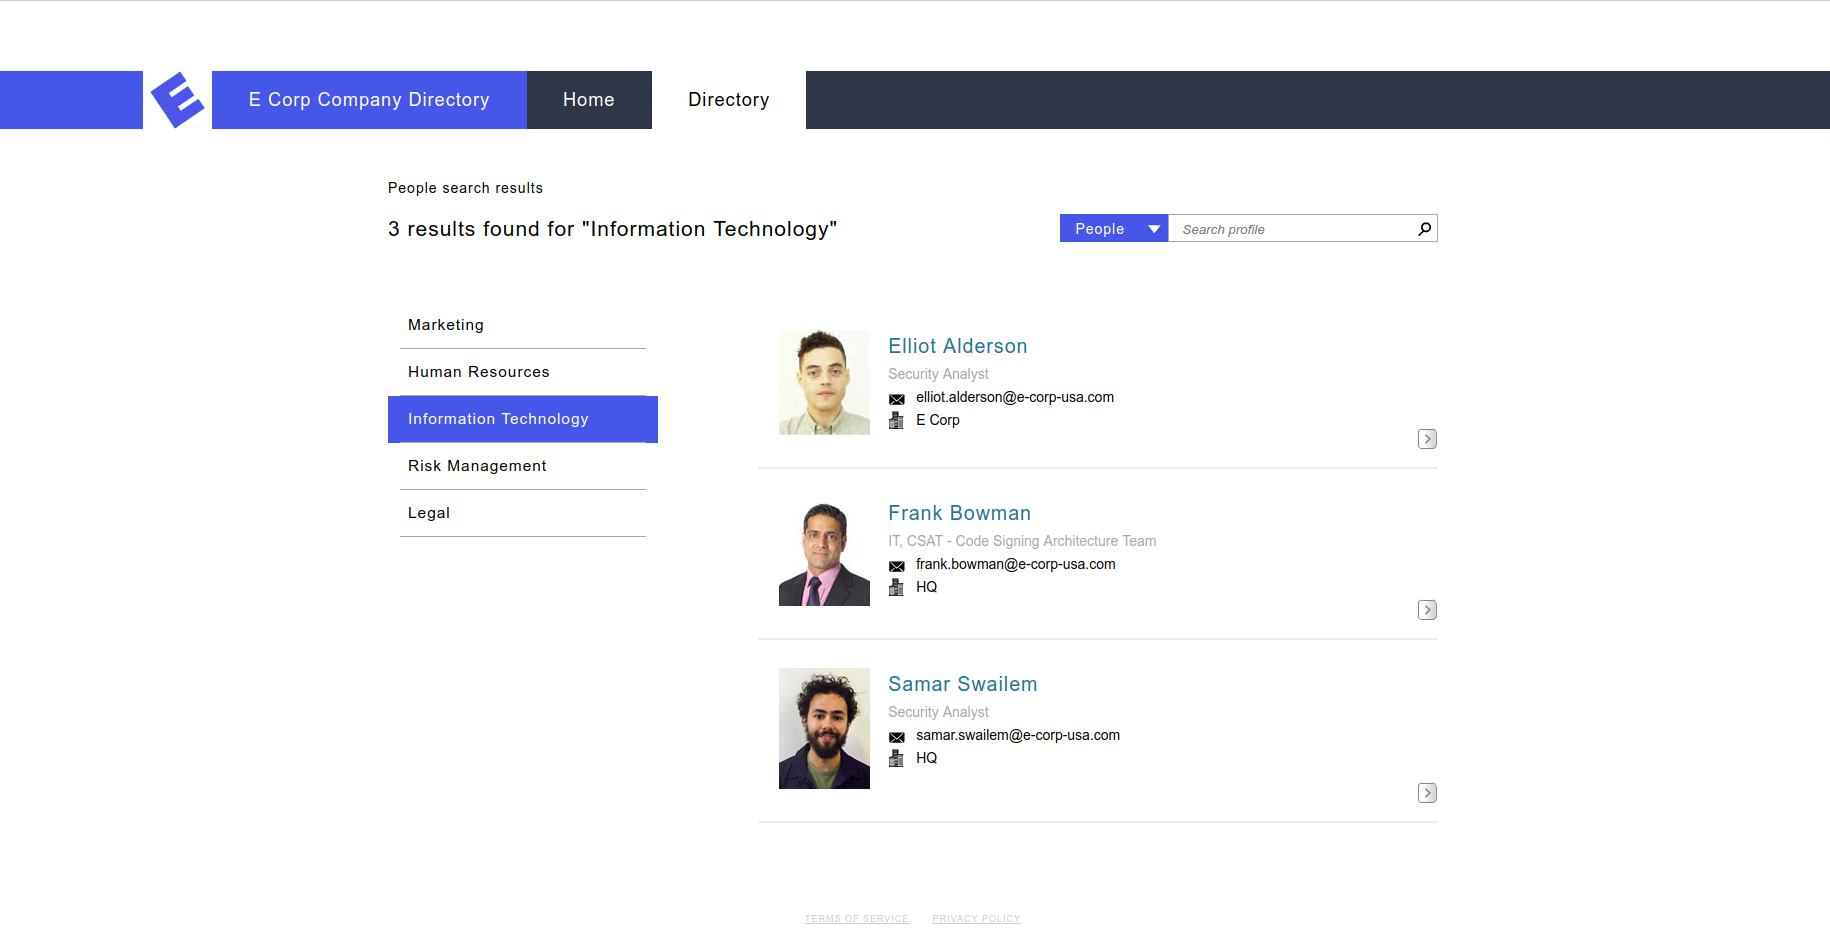 E Corp Company Directory
Home
Directory
People search results
3 results found for "Information Technology"
People
Search profile
Marketing
Human Resources
Information Technology
Risk Management
Legal
Elliot Alderson
Security Analyst
elliot.alderson@e-corp-usa.com
E Corp
Frank Bowman
IT, CSAT - Code Signing Architecture Team
frank.bowman@e-corp-usa.com
HQ
Samar Swailem
Security Analyst
samar.swailem@e-corp-usa.com
HQ
TERMS OF SERVICE PRIVACY POLICY